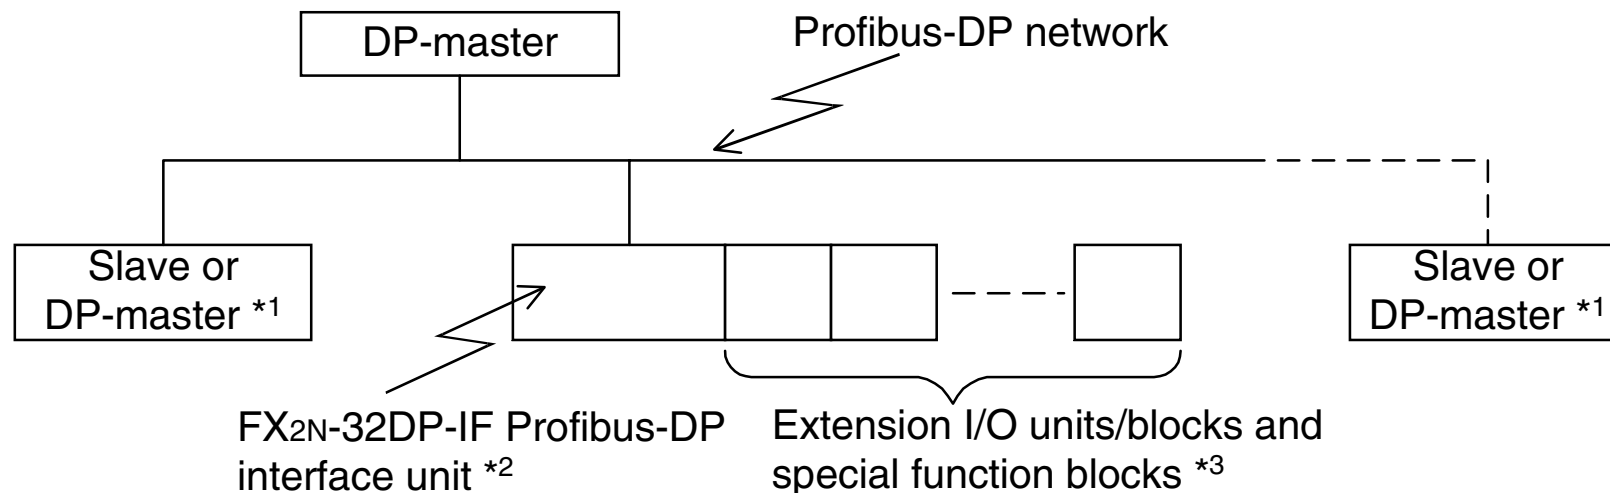 DP-master
Profibus-DP network
Slave or
DP-master *1
Slave or
DP-master *1
FX2N-32DP-IF Profibus-DP
interface unit *2
Extension I/O units/blocks and
special function blocks *3